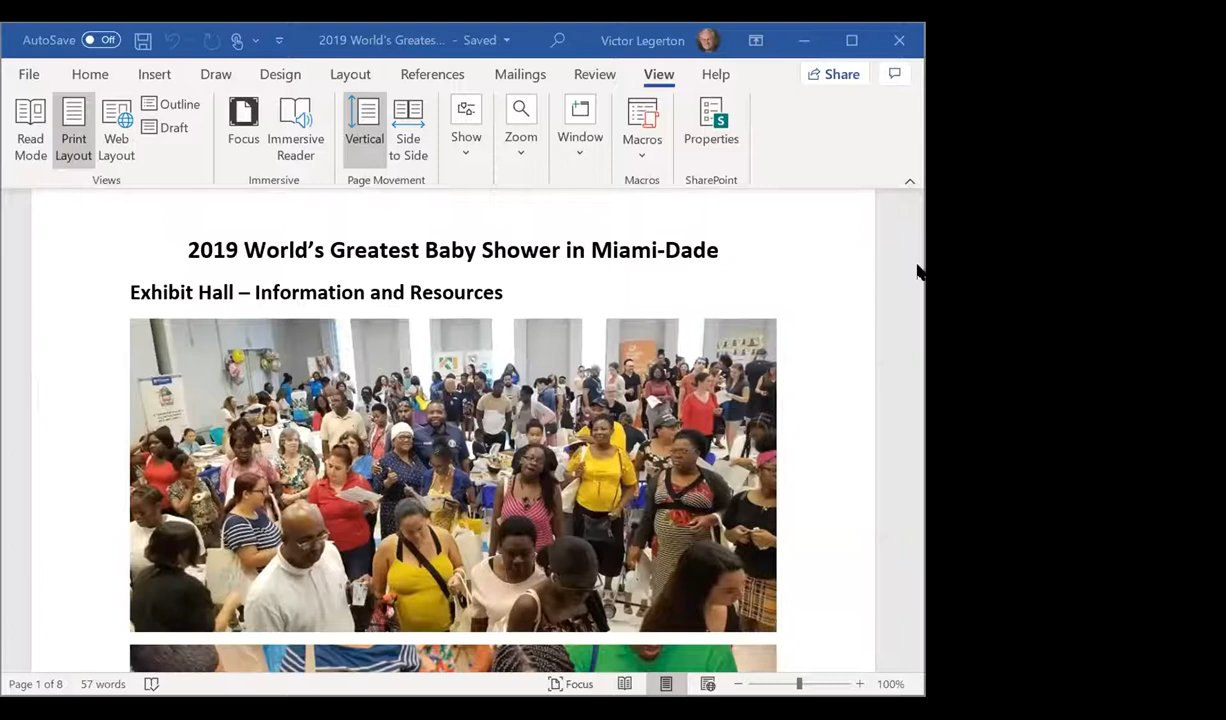 AutoSave Off 2019 World's Greates... - Saved Victor Legerton
File Home Insert Draw Design Layout References Mailings Review View Help Share
Read Mode
Print Layout
Web Layout
Outline
Draft
Views
Focus
Immersive Reader
Immersive
Vertical
Side to Side
Page Movement
Show
Zoom
Window
Macros
Macros
Properties
SharePoint
2019 World’s Greatest Baby Shower in Miami-Dade
Exhibit Hall – Information and Resources
Page 1 of 8 57 words Focus 100%